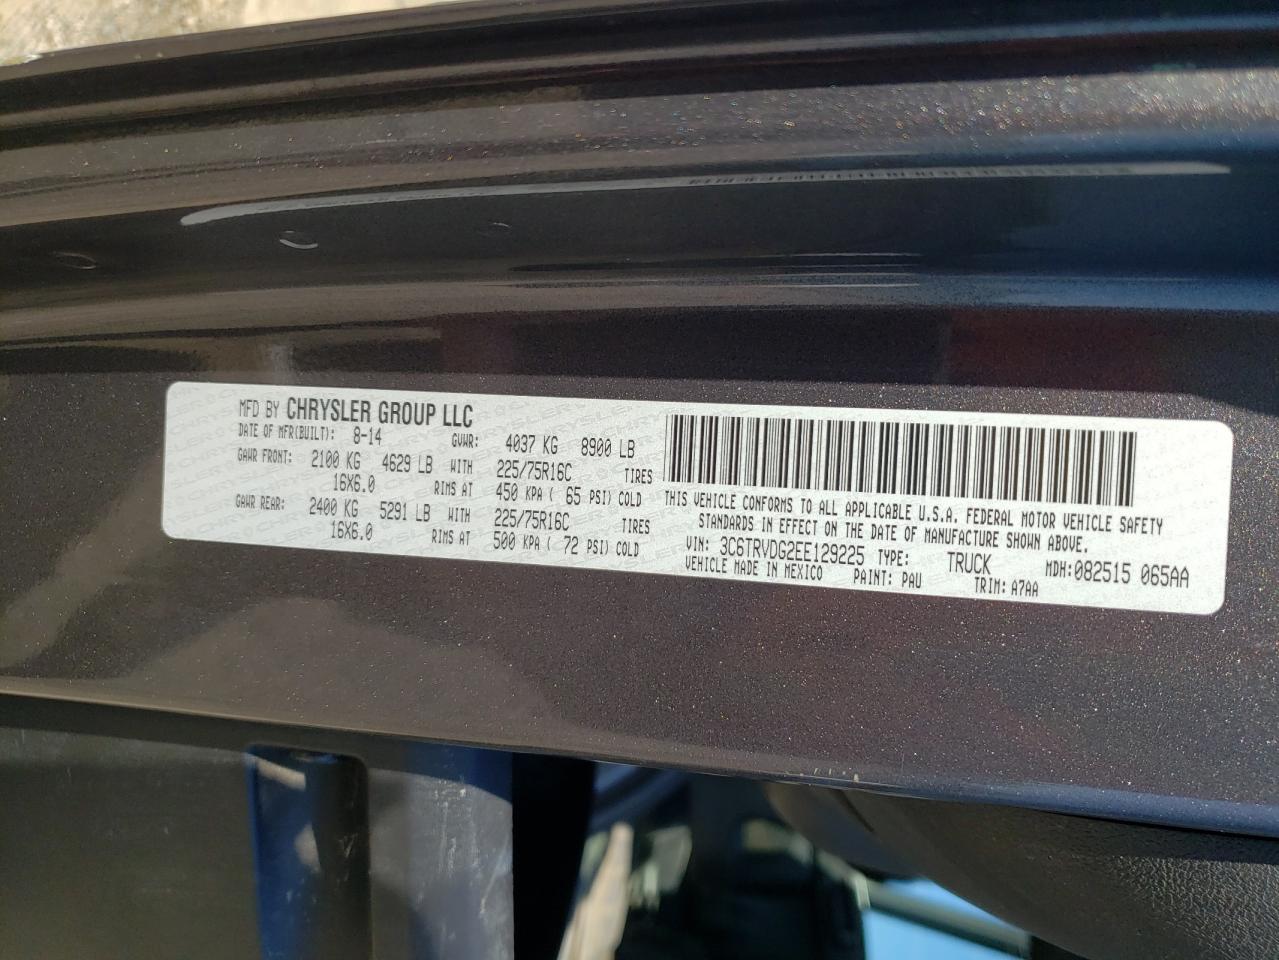 MFD BY CHRYSLER GROUP LLC
DATE OF MFR(BUILT): 8-14 GVWR: 4037 KG 8900 LB
GAWR FRONT: 2100 KG 4629 LB WITH 225/75R16C TIRES
16X6.0 RIMS AT 450 KPA ( 65 PSI) COLD
GAWR REAR: 2400 KG 5291 LB WITH 225/75R16C TIRES
16X6.0 RIMS AT 500 KPA ( 72 PSI) COLD
THIS VEHICLE CONFORMS TO ALL APPLICABLE U.S.A. FEDERAL MOTOR VEHICLE SAFETY
STANDARDS IN EFFECT ON THE DATE OF MANUFACTURE SHOWN ABOVE.
VIN: 3C6TRVDG2EE129225 TYPE: TRUCK MDH:082515 065AA
VEHICLE MADE IN MEXICO PAINT: PAU TRIM: A7AA